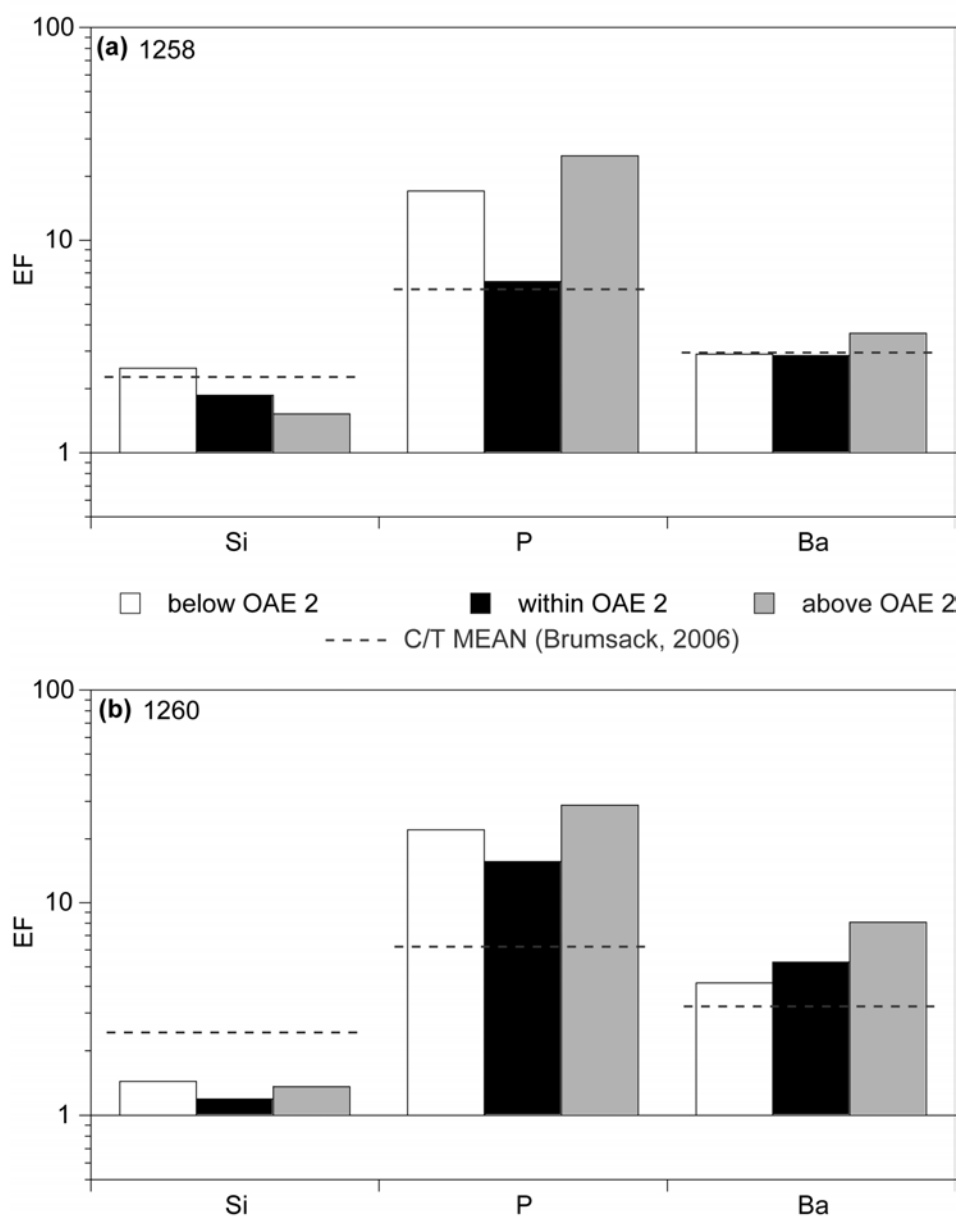 100
(a) 1258
10
EF
1
Si P Ba
below OAE 2 within OAE 2 above OAE 2
C/T MEAN (Brumsack, 2006)
100
(b) 1260
10
EF
1
Si P Ba